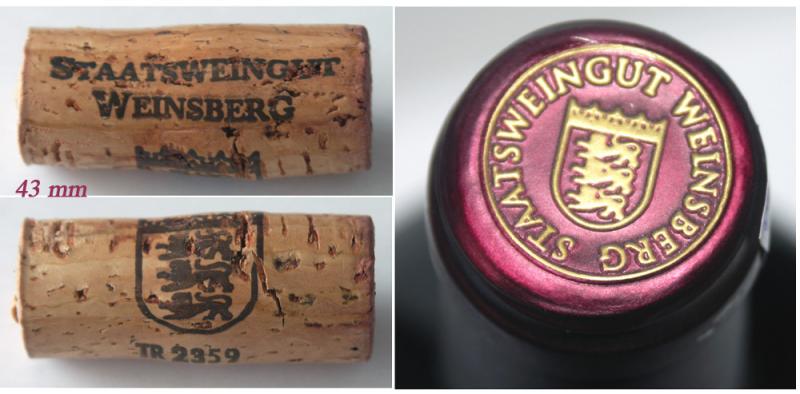 STAATSWEINGUT
WEINSBERG
43 mm
TR 2359
STAATSWEINGUT WEINSBERG